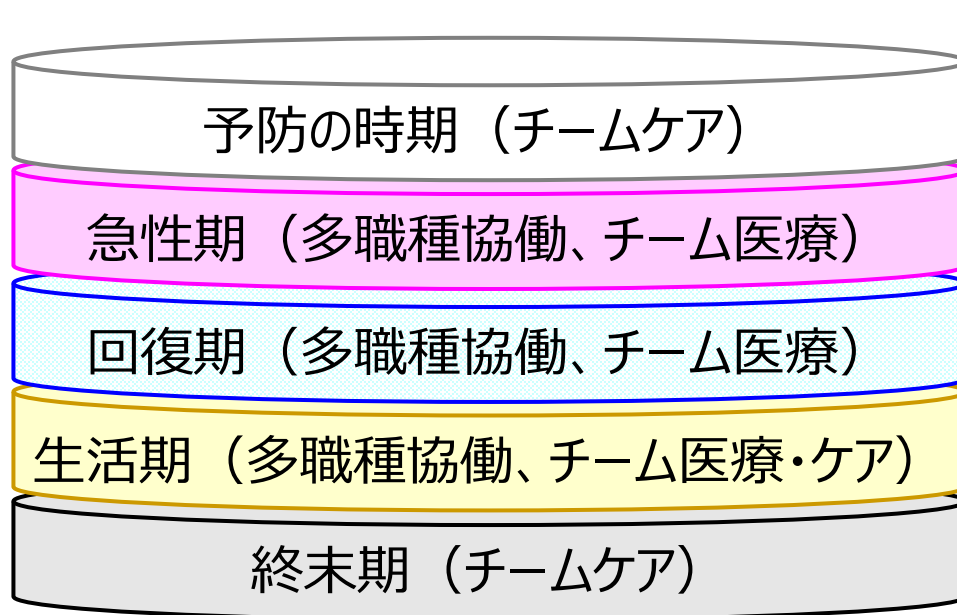 予防の時期（チームケア）
急性期（多職種協働、チーム医療）
回復期（多職種協働、チーム医療）
生活期（多職種協働、チーム医療・ケア）
終末期（チームケア）